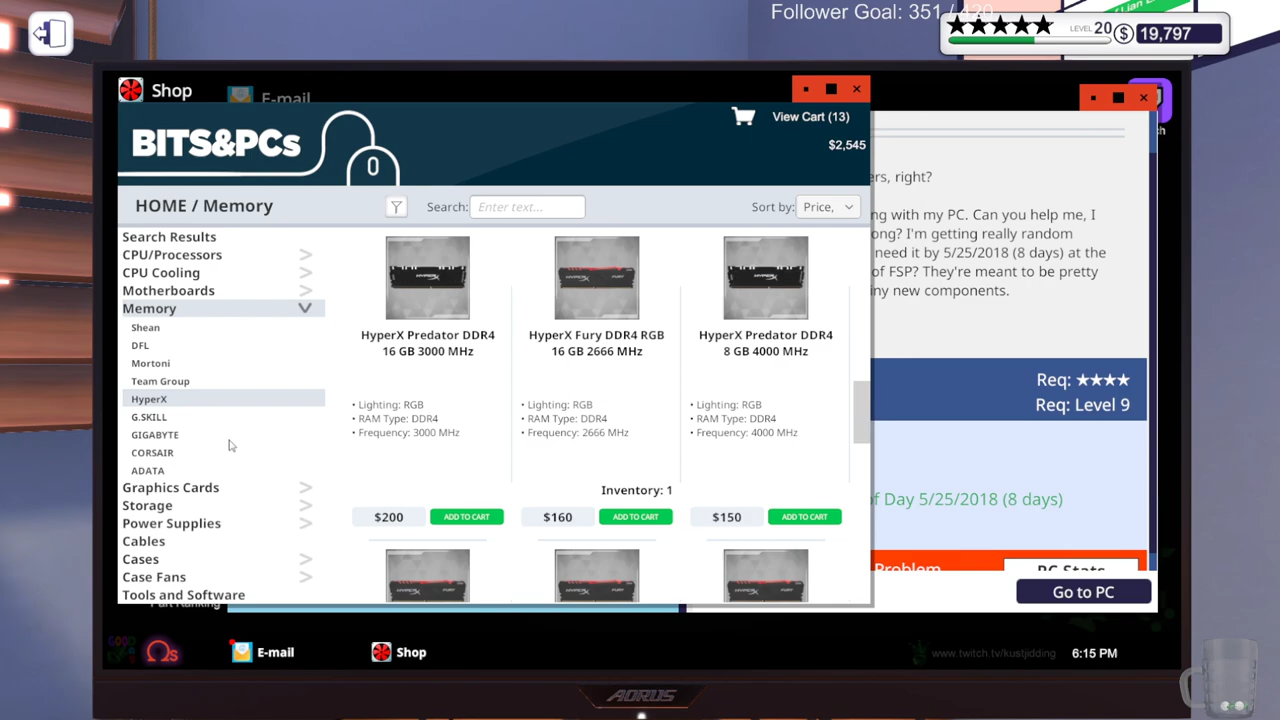 Follower Goal: 351 / 420
LEVEL 20
$ 19,797
Shop
E-mail
BITS&PCs
View Cart (13)
$2,545
HOME / Memory
Search: Enter text...
Sort by: Price,
Search Results
CPU/Processors
CPU Cooling
Motherboards
Memory
Shean
DFL
Mortoni
Team Group
HyperX
G.SKILL
GIGABYTE
CORSAIR
ADATA
Graphics Cards
Storage
Power Supplies
Cables
Cases
Case Fans
Tools and Software
HyperX Predator DDR4
16 GB 3000 MHz
• Lighting: RGB
• RAM Type: DDR4
• Frequency: 3000 MHz
$200 ADD TO CART
HyperX Fury DDR4 RGB
16 GB 2666 MHz
• Lighting: RGB
• RAM Type: DDR4
• Frequency: 2666 MHz
Inventory: 1
$160 ADD TO CART
HyperX Predator DDR4
8 GB 4000 MHz
• Lighting: RGB
• RAM Type: DDR4
• Frequency: 4000 MHz
$150 ADD TO CART
ers, right?
ng with my PC. Can you help me, I
ong? I'm getting really random
need it by 5/25/2018 (8 days) at the
of FSP? They're meant to be pretty
ny new components.
Req: ★★★★
Req: Level 9
of Day 5/25/2018 (8 days)
Problem
PC Stats
Go to PC
E-mail
Shop
www.twitch.tv/kustjidding
6:15 PM
AORUS